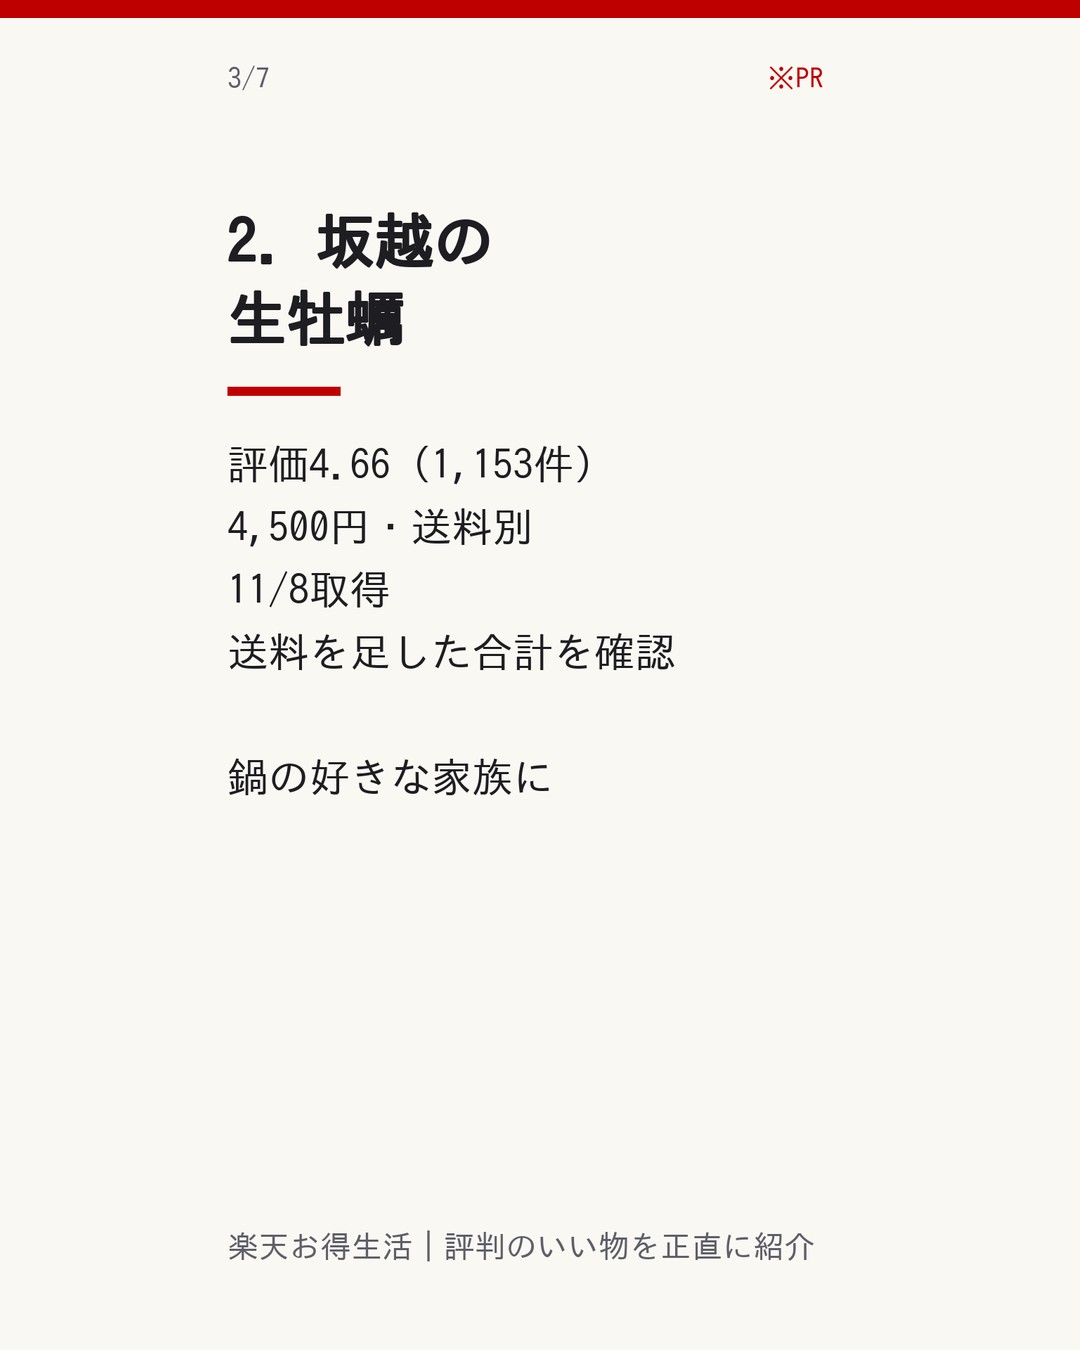 3/7
※PR
2. 坂越の
生牡蠣
評価4.66（1,153件）
4,500円・送料別
11/8取得
送料を足した合計を確認
鍋の好きな家族に
楽天お得生活｜評判のいい物を正直に紹介